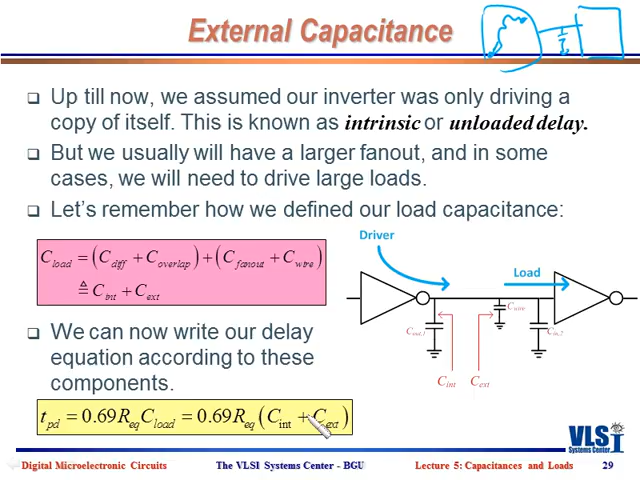 External Capacitance
Up till now, we assumed our inverter was only driving a
copy of itself. This is known as intrinsic or unloaded delay.
But we usually will have a larger fanout, and in some
cases, we will need to drive large loads.
Let's remember how we defined our load capacitance:
C_load = (C_diff + C_overlap) + (C_fanout + C_wire)
≜ C_int + C_ext
Driver
Load
C_wire
C_out,1
C_in,2
C_int
C_ext
We can now write our delay
equation according to these
components.
t_pd = 0.69R_eq C_load = 0.69R_eq (C_int + C_ext)
VLSI
Systems Center
Digital Microelectronic Circuits
The VLSI Systems Center - BGU
Lecture 5: Capacitances and Loads
29